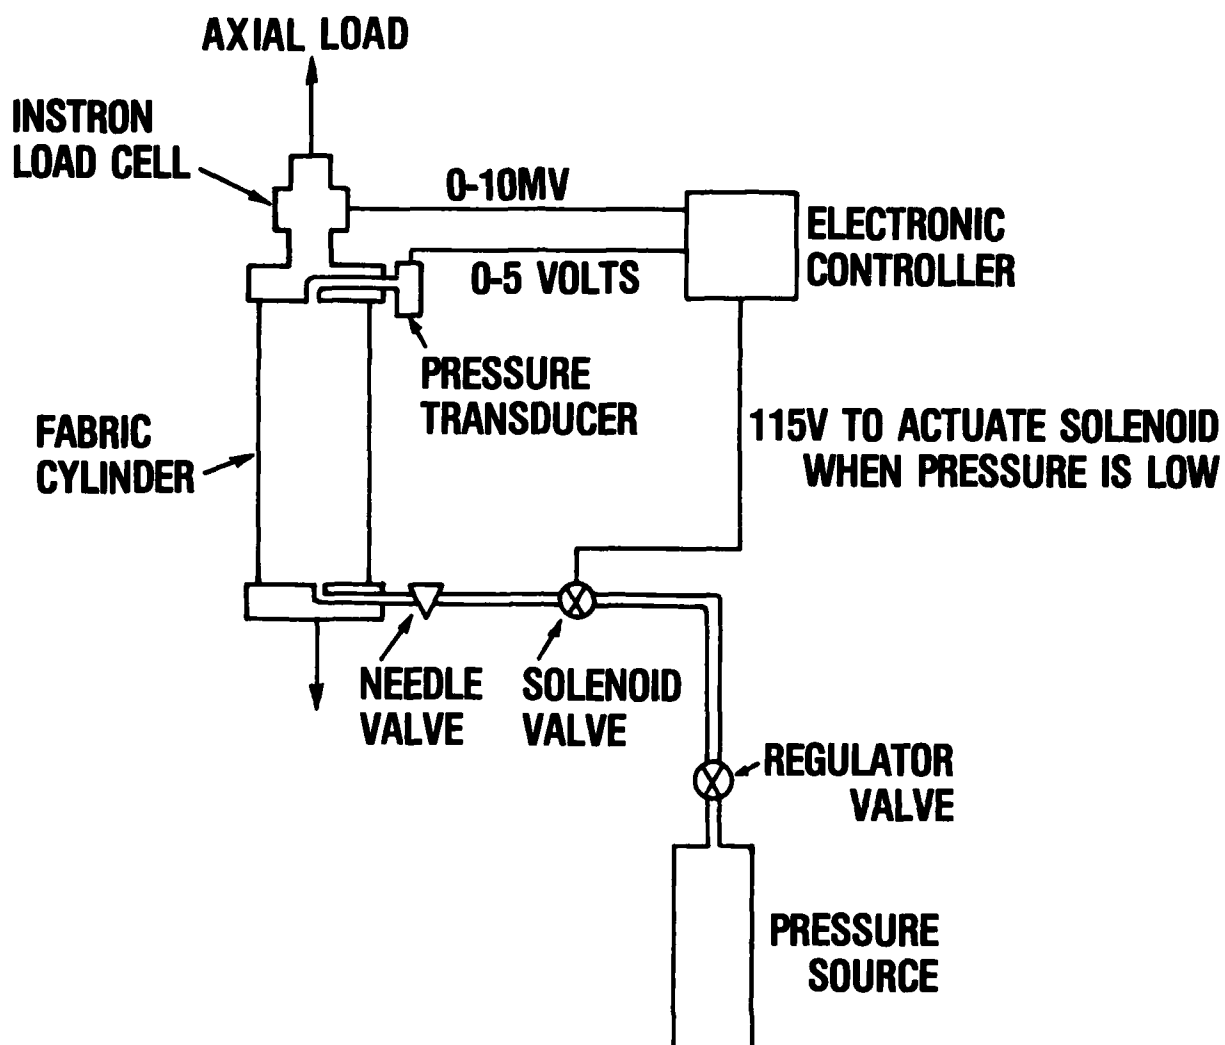 AXIAL LOAD
INSTRON
LOAD CELL
0-10MV
ELECTRONIC
CONTROLLER
0-5 VOLTS
PRESSURE
TRANSDUCER
FABRIC
CYLINDER
115V TO ACTUATE SOLENOID
WHEN PRESSURE IS LOW
NEEDLE
VALVE
SOLENOID
VALVE
REGULATOR
VALVE
PRESSURE
SOURCE